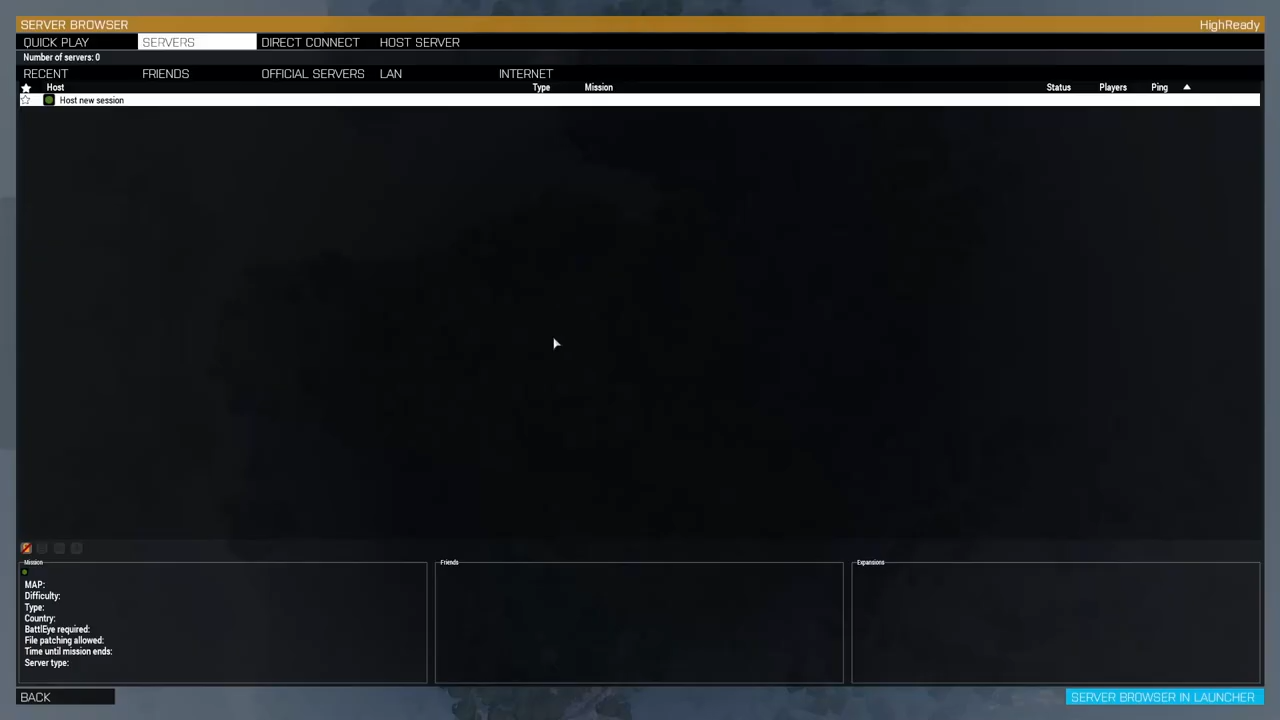 SERVER BROWSER HighReady
QUICK PLAY SERVERS DIRECT CONNECT HOST SERVER
Number of servers: 0
RECENT FRIENDS OFFICIAL SERVERS LAN INTERNET
Host Type Mission Status Players Ping
Host new session
Mission Friends Expansions
MAP:
Difficulty:
Type:
Country:
BattlEye required:
File patching allowed:
Time until mission ends:
Server type:
BACK SERVER BROWSER IN LAUNCHER